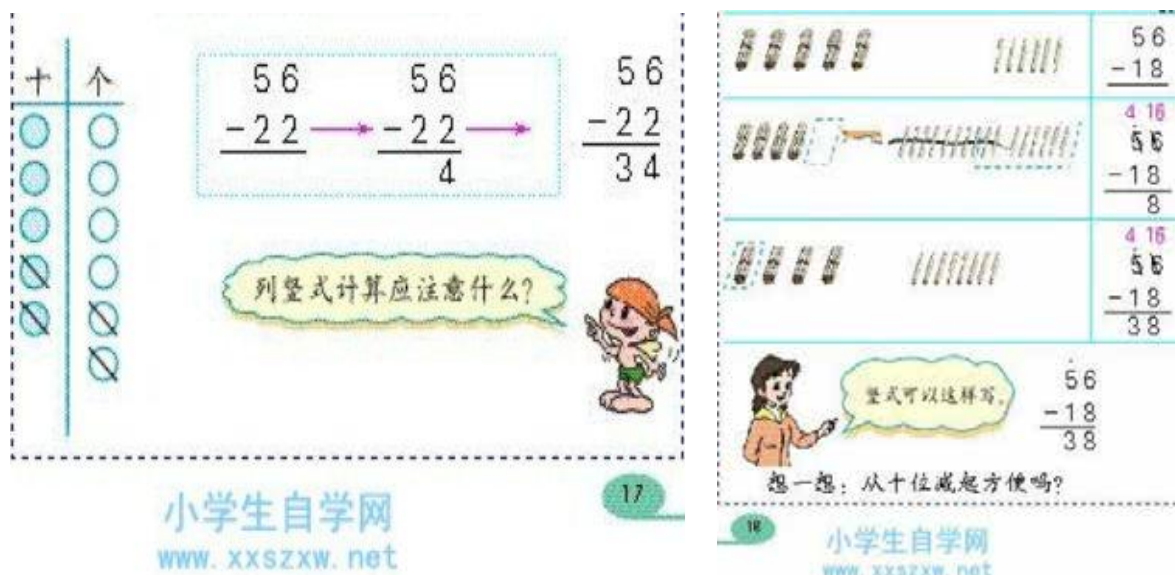 十 个
56 56 56
-22 -22 -22
4 34
列竖式计算应注意什么?
17
小学生自学网
www.xxszxw.net
56
-18
4 16
56
-18
8
4 16
56
-18
38
竖式可以这样写。
56
-18
38
想一想：从十位减起方便吗?
18
小学生自学网
www.xxszxw.net